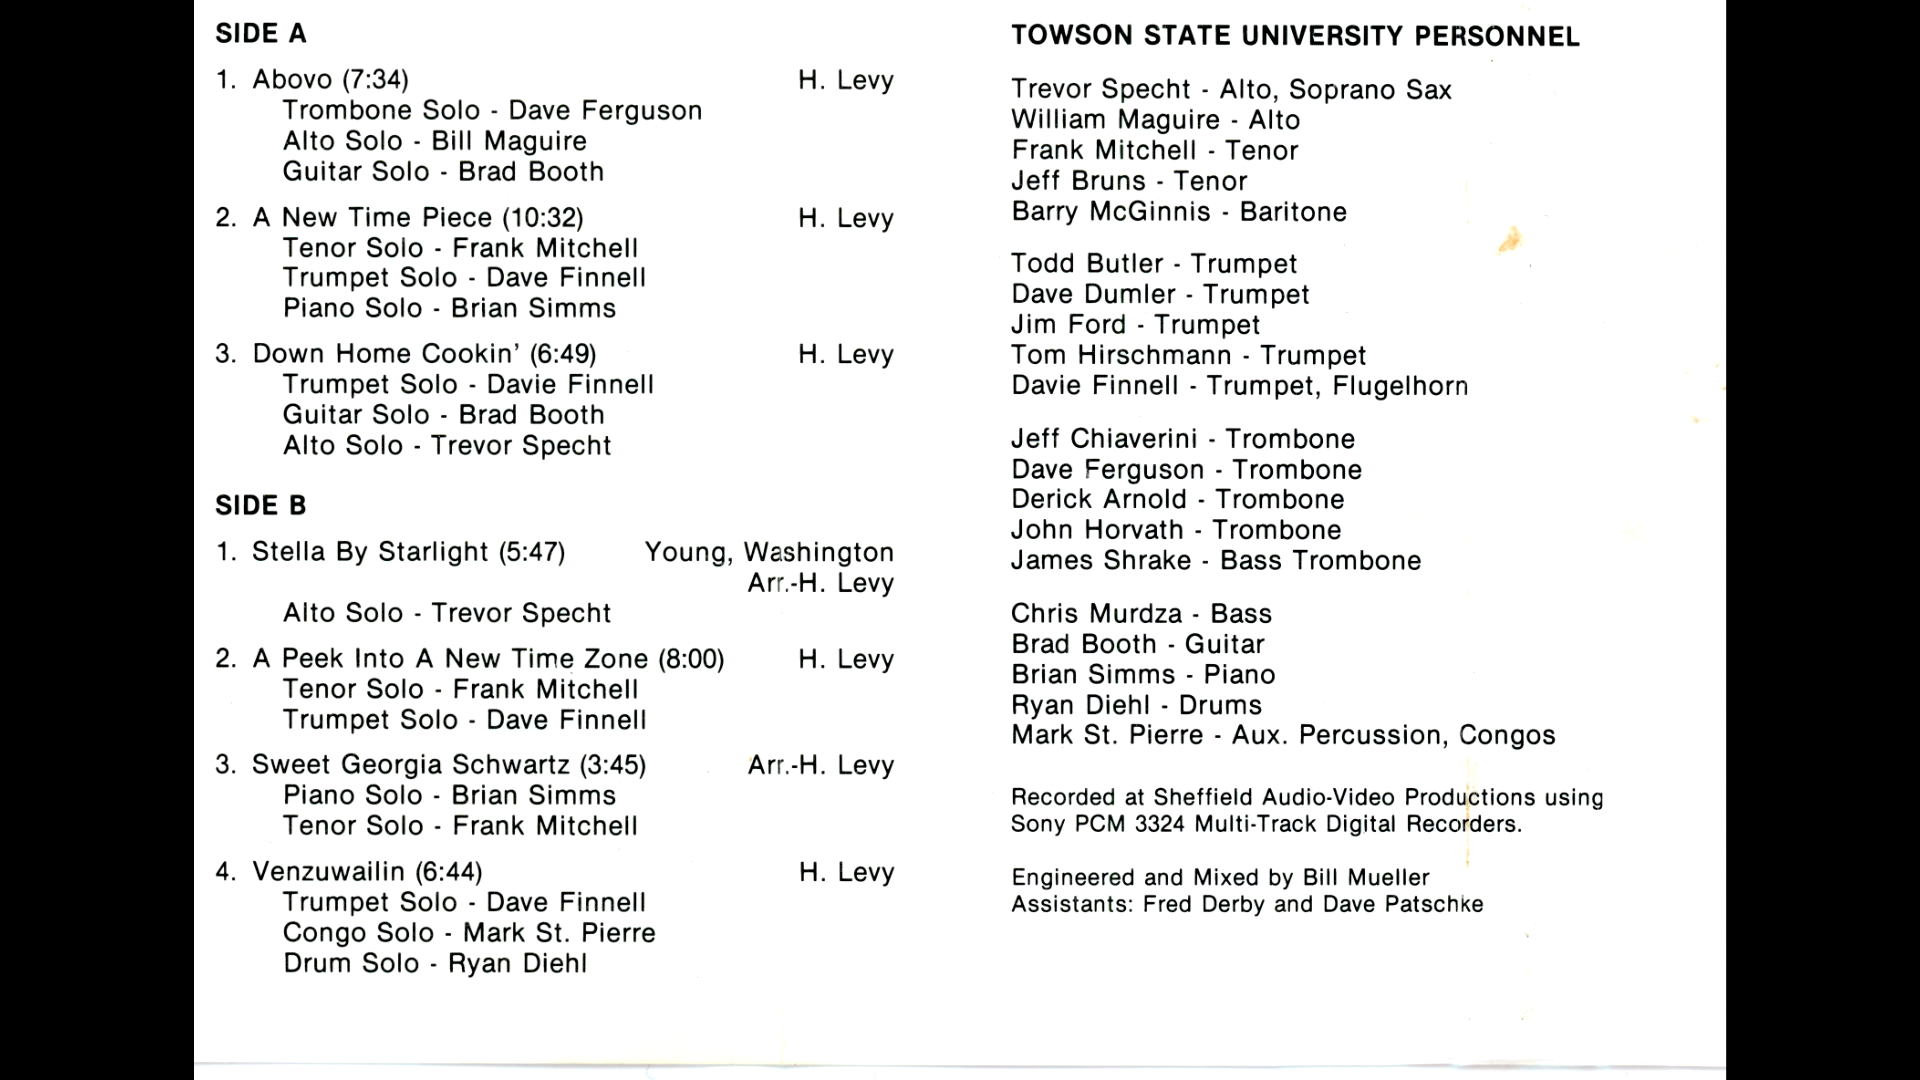 SIDE A
1. Abovo (7:34) H. Levy
Trombone Solo - Dave Ferguson
Alto Solo - Bill Maguire
Guitar Solo - Brad Booth
2. A New Time Piece (10:32) H. Levy
Tenor Solo - Frank Mitchell
Trumpet Solo - Dave Finnell
Piano Solo - Brian Simms
3. Down Home Cookin' (6:49) H. Levy
Trumpet Solo - Davie Finnell
Guitar Solo - Brad Booth
Alto Solo - Trevor Specht
SIDE B
1. Stella By Starlight (5:47) Young, Washington
Arr.-H. Levy
Alto Solo - Trevor Specht
2. A Peek Into A New Time Zone (8:00) H. Levy
Tenor Solo - Frank Mitchell
Trumpet Solo - Dave Finnell
3. Sweet Georgia Schwartz (3:45) Arr.-H. Levy
Piano Solo - Brian Simms
Tenor Solo - Frank Mitchell
4. Venzuwailin (6:44) H. Levy
Trumpet Solo - Dave Finnell
Congo Solo - Mark St. Pierre
Drum Solo - Ryan Diehl
TOWSON STATE UNIVERSITY PERSONNEL
Trevor Specht - Alto, Soprano Sax
William Maguire - Alto
Frank Mitchell - Tenor
Jeff Bruns - Tenor
Barry McGinnis - Baritone
Todd Butler - Trumpet
Dave Dumler - Trumpet
Jim Ford - Trumpet
Tom Hirschmann - Trumpet
Davie Finnell - Trumpet, Flugelhorn
Jeff Chiaverini - Trombone
Dave Ferguson - Trombone
Derick Arnold - Trombone
John Horvath - Trombone
James Shrake - Bass Trombone
Chris Murdza - Bass
Brad Booth - Guitar
Brian Simms - Piano
Ryan Diehl - Drums
Mark St. Pierre - Aux. Percussion, Congos
Recorded at Sheffield Audio-Video Productions using
Sony PCM 3324 Multi-Track Digital Recorders.
Engineered and Mixed by Bill Mueller
Assistants: Fred Derby and Dave Patschke